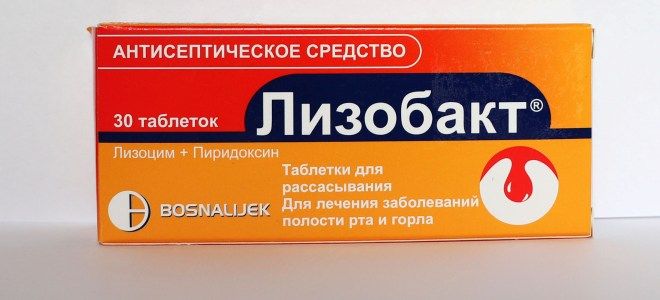 АНТИСЕПТИЧЕСКОЕ СРЕДСТВО
30 таблеток
Лизобакт®
Лизоцим + Пиридоксин
Таблетки для
рассасывания
Для лечения заболеваний
полости рта и горла
BOSNALIJEK